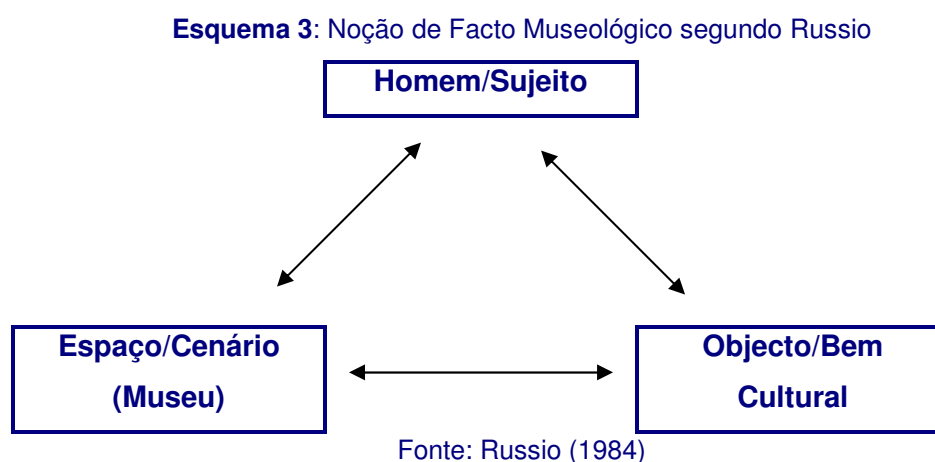 Esquema 3: Noção de Facto Museológico segundo Russio
Homem/Sujeito
Espaço/Cenário
(Museu)
Objecto/Bem
Cultural
Fonte: Russio (1984)